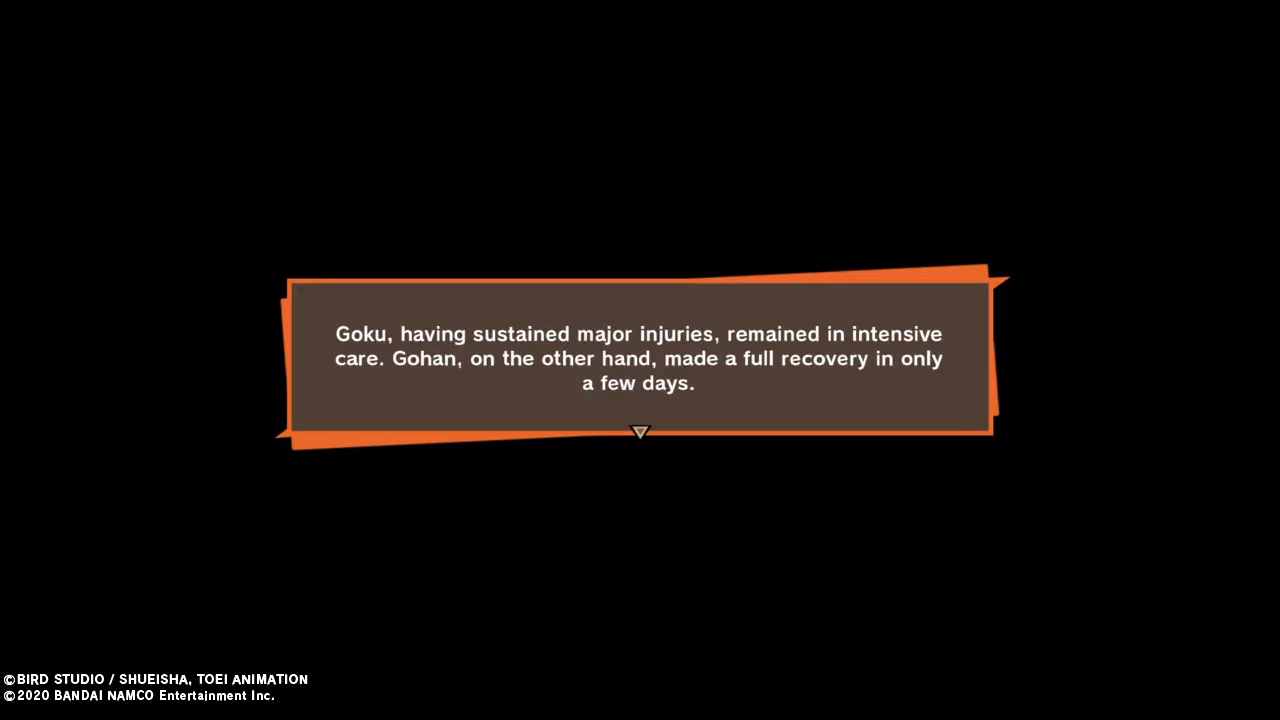 Goku, having sustained major injuries, remained in intensive
care. Gohan, on the other hand, made a full recovery in only
a few days.
©BIRD STUDIO / SHUEISHA, TOEI ANIMATION
©2020 BANDAI NAMCO Entertainment Inc.